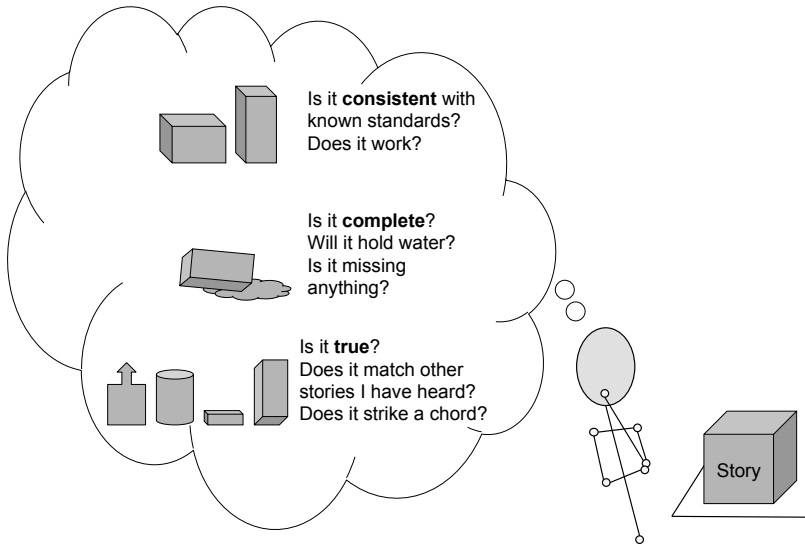 Is it consistent with
known standards?
Does it work?
Is it complete?
Will it hold water?
Is it missing
anything?
Is it true?
Does it match other
stories I have heard?
Does it strike a chord?
Story